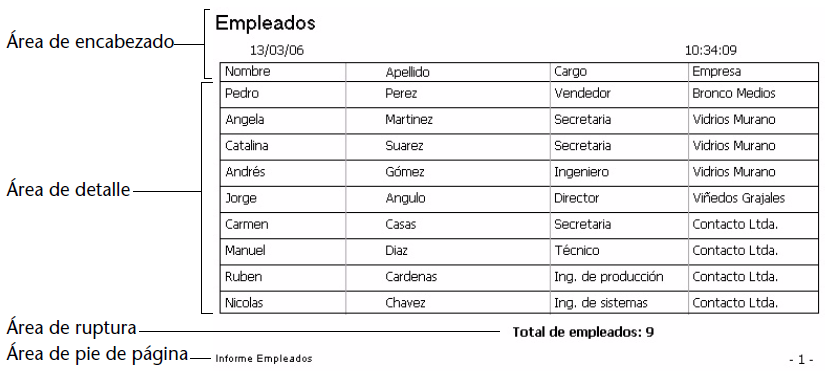 Empleados
Área de encabezado
13/03/06 10:34:09
Nombre Apellido Cargo Empresa
Pedro Perez Vendedor Bronco Medios
Angela Martinez Secretaria Vidrios Murano
Catalina Suarez Secretaria Vidrios Murano
Andrés Gómez Ingeniero Vidrios Murano
Área de detalle
Jorge Angulo Director Viñedos Grajales
Carmen Casas Secretaria Contacto Ltda.
Manuel Diaz Técnico Contacto Ltda.
Ruben Cardenas Ing. de producción Contacto Ltda.
Nicolas Chavez Ing. de sistemas Contacto Ltda.
Área de ruptura
Total de empleados: 9
Área de pie de página
Informe Empleados - 1 -